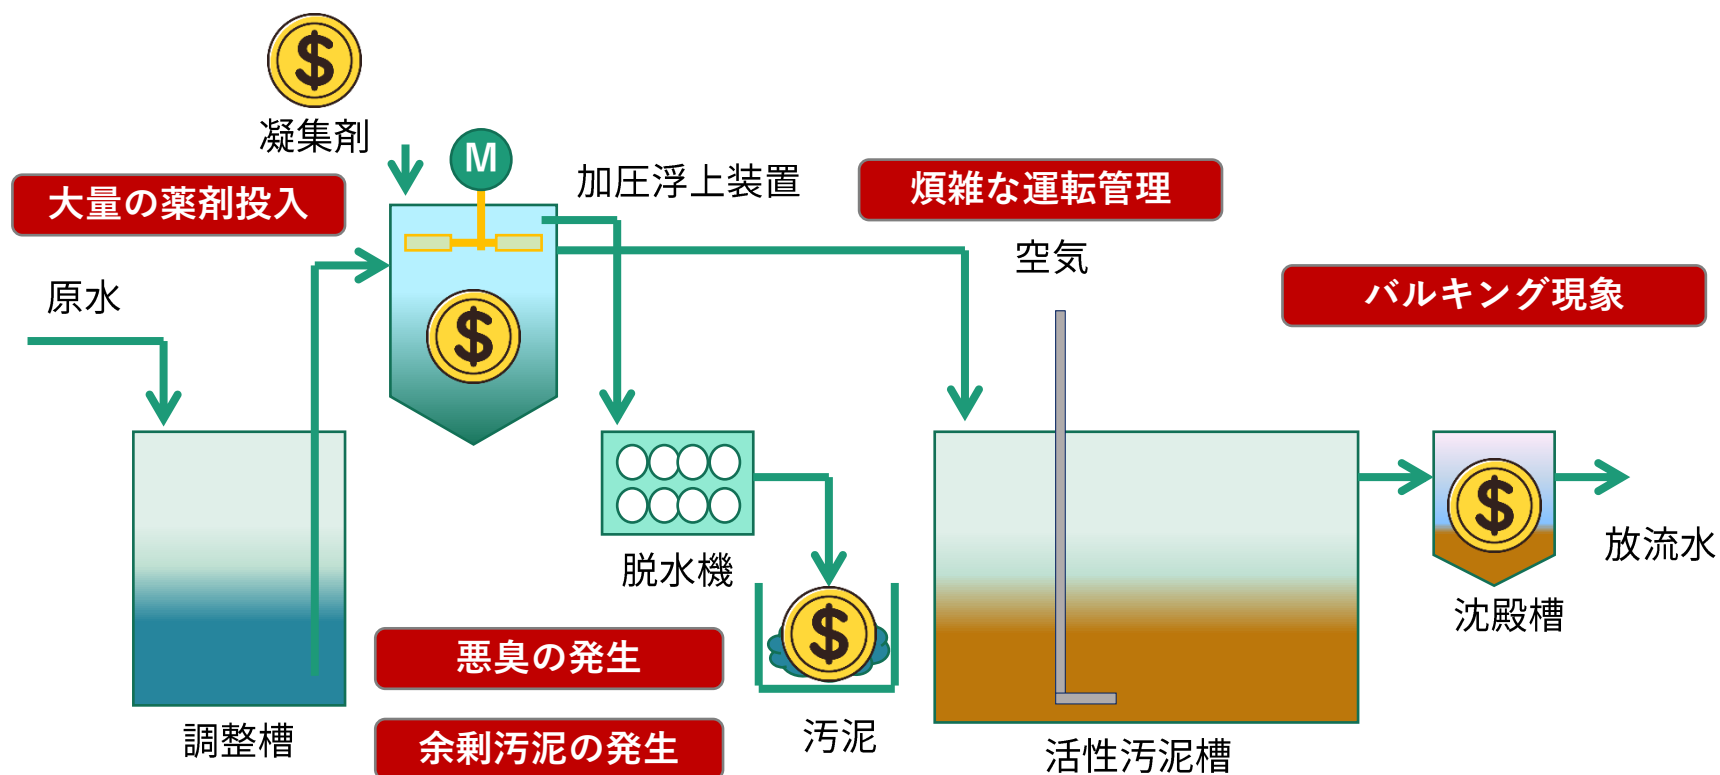 $
凝集剤
M
加圧浮上装置
大量の薬剤投入
煩雑な運転管理
空気
原水
バルキング現象
$
$
脱水機
放流水
沈殿槽
$
悪臭の発生
汚泥
調整槽
余剰汚泥の発生
活性汚泥槽